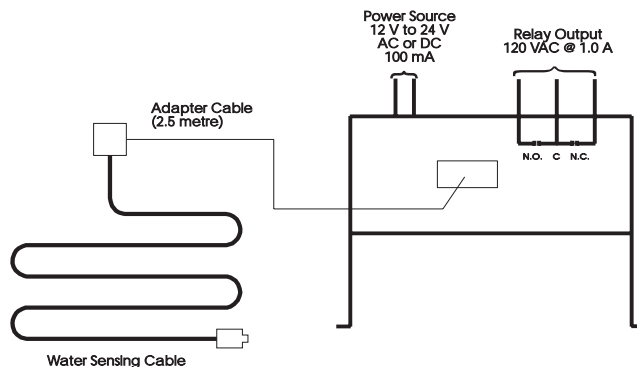 Power Source
12 V to 24 V
AC or DC
100 mA
Relay Output
120 VAC @ 1.0 A
Adapter Cable
(2.5 metre)
N.O. C N.C.
Water Sensing Cable